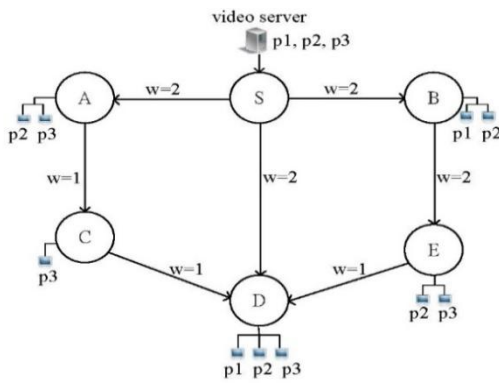 video server
p1, p2, p3
A
w=2
S
w=2
B
p2 p3
p1 p2
w=1
w=2
w=2
C
E
p3
w=1
w=1
D
p2 p3
p1 p2 p3